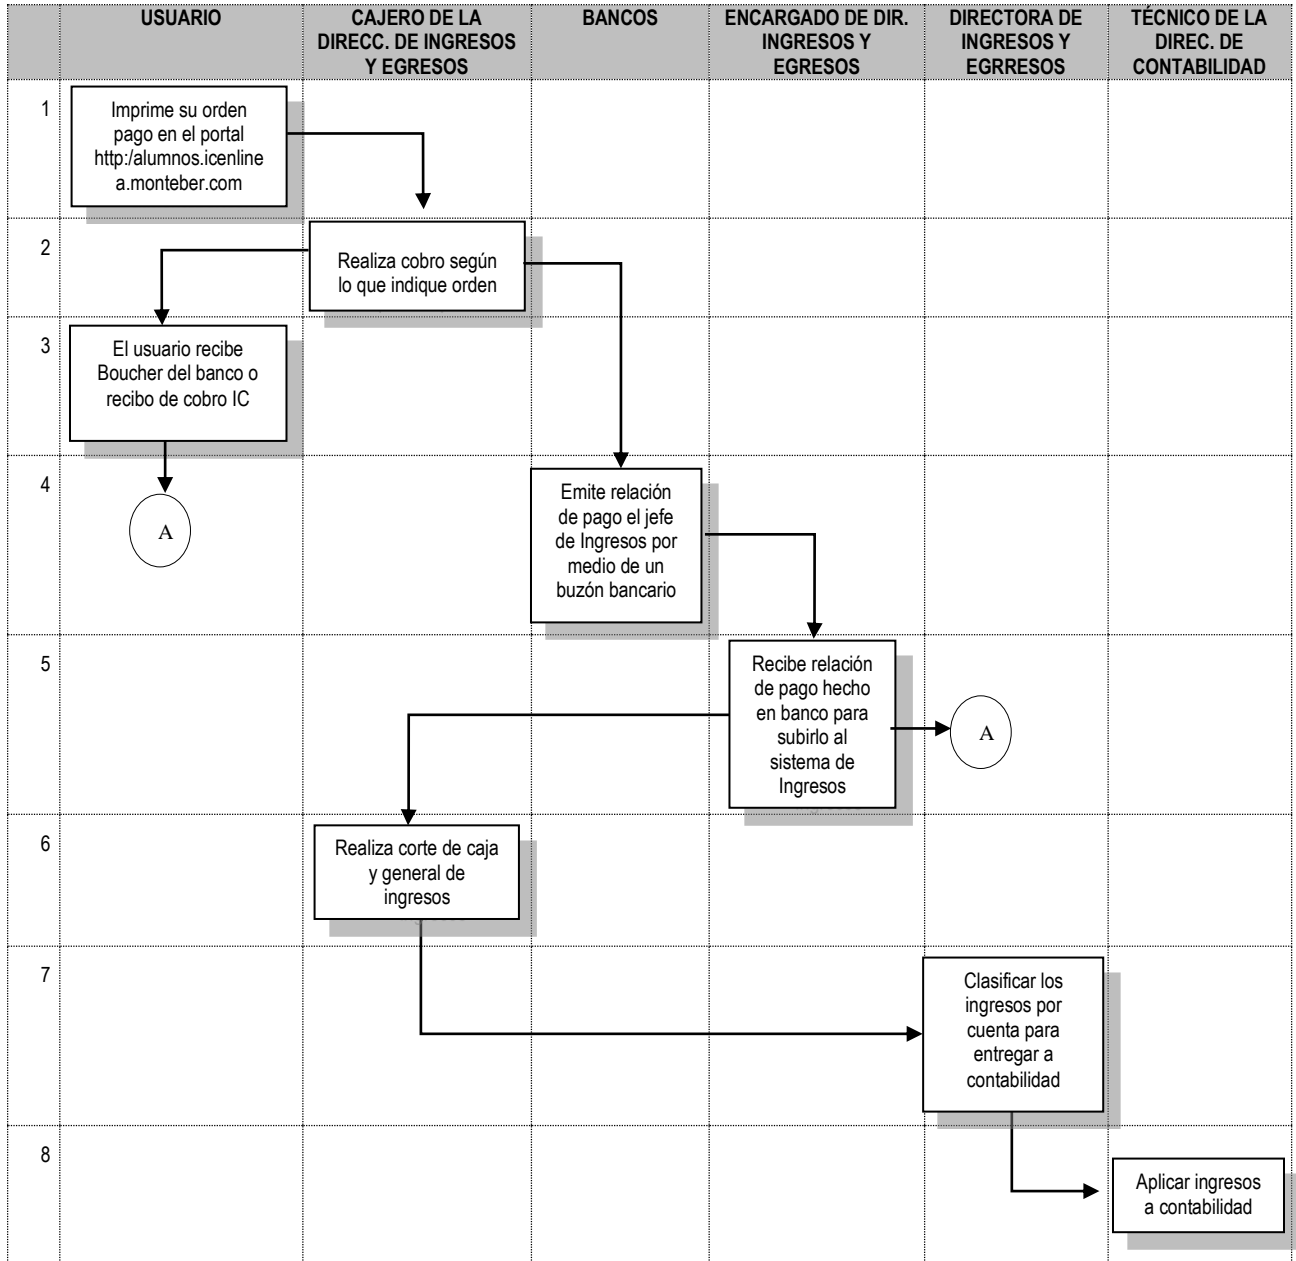 USUARIO
CAJERO DE LA
DIRECC. DE INGRESOS
Y EGRESOS
BANCOS
ENCARGADO DE DIR.
INGRESOS Y
EGRESOS
DIRECTORA DE
INGRESOS Y
EGRRESOS
TÉCNICO DE LA
DIREC. DE
CONTABILIDAD
1
Imprime su orden
pago en el portal
http:/alumnos.icenline
a.monteber.com
2
Realiza cobro según
lo que indique orden
3
El usuario recibe
Boucher del banco o
recibo de cobro IC
4
A
Emite relación
de pago el jefe
de Ingresos por
medio de un
buzón bancario
5
Recibe relación
de pago hecho
en banco para
subirlo al
sistema de
Ingresos
A
6
Realiza corte de caja
y general de
ingresos
7
Clasificar los
ingresos por
cuenta para
entregar a
contabilidad
8
Aplicar ingresos
a contabilidad